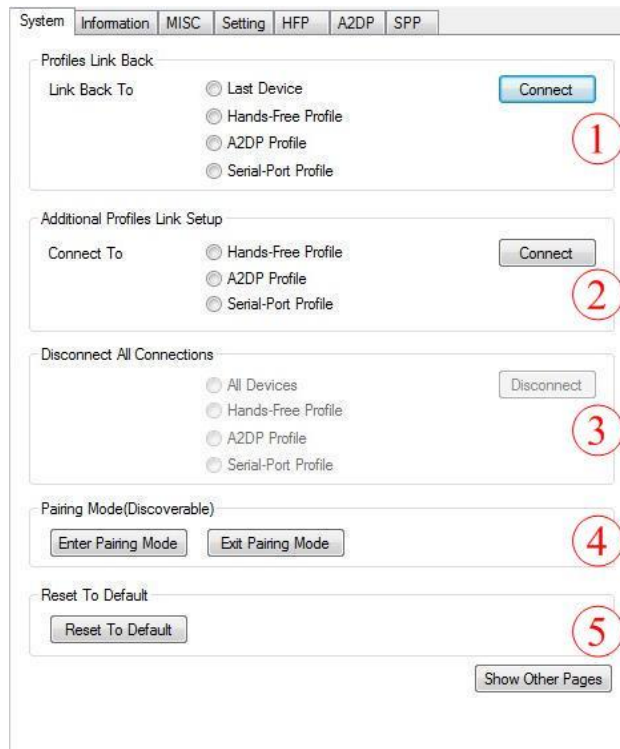 System Information MISC Setting HFP A2DP SPP
Profiles Link Back
Link Back To Last Device Connect
Hands-Free Profile
A2DP Profile
Serial-Port Profile
1
Additional Profiles Link Setup
Connect To Hands-Free Profile Connect
A2DP Profile
Serial-Port Profile
2
Disconnect All Connections
All Devices Disconnect
Hands-Free Profile
A2DP Profile
Serial-Port Profile
3
Pairing Mode(Discoverable)
Enter Pairing Mode Exit Pairing Mode
4
Reset To Default
Reset To Default
5
Show Other Pages